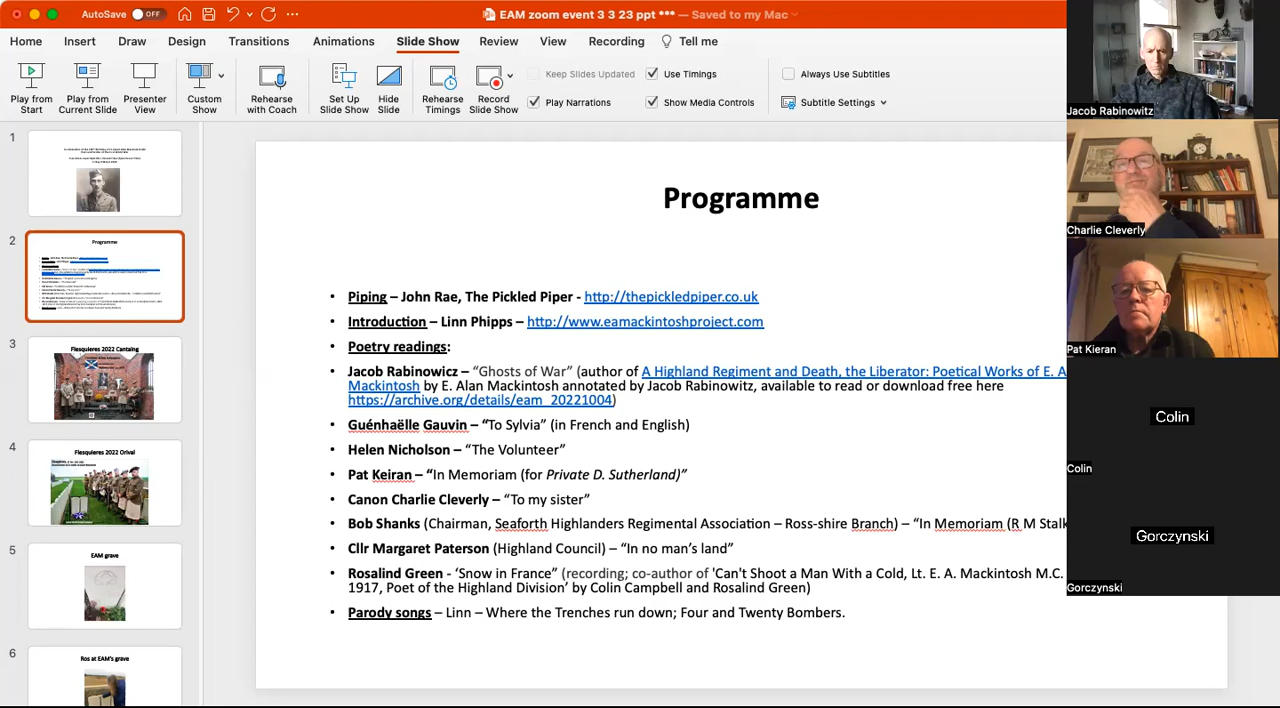 AutoSave OFF
EAM zoom event 3 3 23 ppt *** — Saved to my Mac
Home Insert Draw Design Transitions Animations Slide Show Review View Recording Tell me
Play from Start
Play from Current Slide
Presenter View
Custom Show
Rehearse with Coach
Set Up Slide Show
Hide Slide
Rehearse Timings
Record Slide Show
Keep Slides Updated
Use Timings
Play Narrations
Show Media Controls
Always Use Subtitles
Subtitle Settings
1
2
Programme
3
Flesquieres 2022 Cantaing
4
Flesquieres 2022 Orival
5
EAM grave
6
Ros at EAM's grave
Programme
• Piping – John Rae, The Pickled Piper - http://thepickledpiper.co.uk
• Introduction – Linn Phipps – http://www.eamackintoshproject.com
• Poetry readings:
• Jacob Rabinowicz – “Ghosts of War” (author of A Highland Regiment and Death, the Liberator: Poetical Works of E. A
Mackintosh by E. Alan Mackintosh annotated by Jacob Rabinowitz, available to read or download free here
https://archive.org/details/eam_20221004)
• Guénhaëlle Gauvin – “To Sylvia” (in French and English)
• Helen Nicholson – “The Volunteer”
• Pat Keiran – “In Memoriam (for Private D. Sutherland)”
• Canon Charlie Cleverly – “To my sister”
• Bob Shanks (Chairman, Seaforth Highlanders Regimental Association – Ross-shire Branch) – “In Memoriam (R M Stalk
• Cllr Margaret Paterson (Highland Council) – “In no man’s land”
• Rosalind Green - ‘Snow in France” (recording; co-author of 'Can't Shoot a Man With a Cold, Lt. E. A. Mackintosh M.C.
1917, Poet of the Highland Division’ by Colin Campbell and Rosalind Green)
• Parody songs – Linn – Where the Trenches run down; Four and Twenty Bombers.
Jacob Rabinowitz
Charlie Cleverly
Pat Kieran
Colin
Colin
Gorczynski
Gorczynski